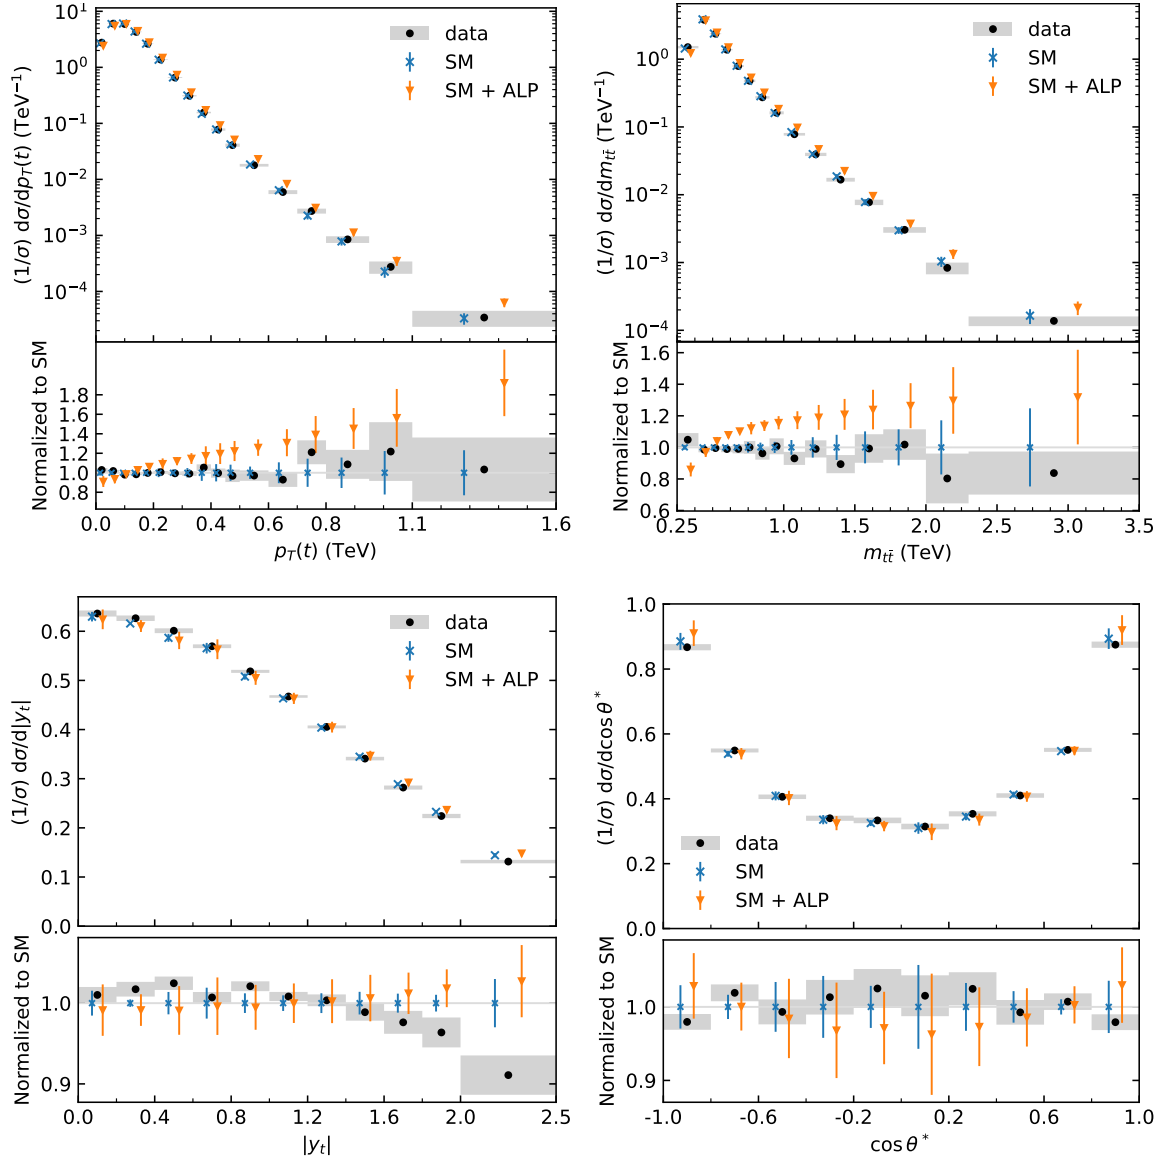 10¹
10⁰
10⁻¹
10⁻²
10⁻³
10⁻⁴
(1/σ) dσ/dp_T(t) (TeV⁻¹)
data
SM
SM + ALP
1.8
1.6
1.4
1.2
1.0
0.8
Normalized to SM
0.0 0.2 0.4 0.6 0.8 1.1 1.6
p_T(t) (TeV)
10⁰
10⁻¹
10⁻²
10⁻³
10⁻⁴
(1/σ) dσ/dm_{tt̄} (TeV⁻¹)
data
SM
SM + ALP
1.6
1.4
1.2
1.0
0.8
0.6
Normalized to SM
0.25 1.0 1.5 2.0 2.5 3.0 3.5
m_{tt̄} (TeV)
0.6
0.5
0.4
0.3
0.2
0.1
0.0
(1/σ) dσ/d|y_t|
data
SM
SM + ALP
1.0
0.9
Normalized to SM
0.0 0.4 0.8 1.2 1.6 2.0 2.5
|y_t|
1.0
0.8
0.6
0.4
0.2
0.0
(1/σ) dσ/dcos θ*
data
SM
SM + ALP
1.0
0.9
Normalized to SM
-1.0 -0.6 -0.2 0.2 0.6 1.0
cos θ*